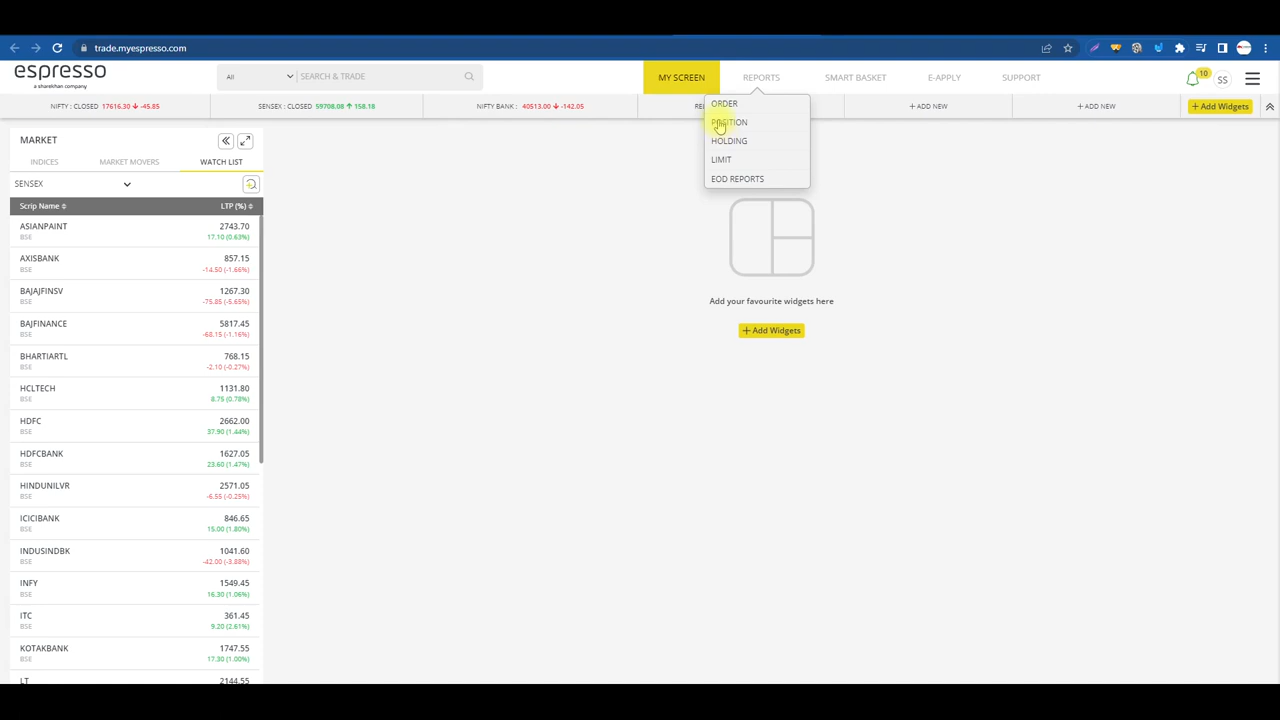 trade.myespresso.com
espresso
a sharekhan company
All
SEARCH & TRADE
MY SCREEN
REPORTS
SMART BASKET
E-APPLY
SUPPORT
10
SS
NIFTY : CLOSED 17616.30 -45.85
SENSEX : CLOSED 59708.08 158.18
NIFTY BANK : 40513.00 -142.05
+ ADD NEW
+ ADD NEW
+ Add Widgets
ORDER
POSITION
HOLDING
LIMIT
EOD REPORTS
MARKET
INDICES
MARKET MOVERS
WATCH LIST
SENSEX
Scrip Name
LTP (%)
ASIANPAINT 2743.70
BSE 17.10 (0.63%)
AXISBANK 857.15
BSE -14.50 (-1.66%)
BAJAJFINSV 1267.30
BSE -75.85 (-5.65%)
BAJFINANCE 5817.45
BSE -68.15 (-1.16%)
BHARTIARTL 768.15
BSE -2.10 (-0.27%)
HCLTECH 1131.80
BSE 8.75 (0.78%)
HDFC 2662.00
BSE 37.90 (1.44%)
HDFCBANK 1627.05
BSE 23.60 (1.47%)
HINDUNILVR 2571.05
BSE -6.55 (-0.25%)
ICICIBANK 846.65
BSE 15.00 (1.80%)
INDUSINDBK 1041.60
BSE -42.00 (-3.88%)
INFY 1549.45
BSE 16.30 (1.06%)
ITC 361.45
BSE 9.20 (2.61%)
KOTAKBANK 1747.55
BSE 17.30 (1.00%)
LT 2144.55
Add your favourite widgets here
+ Add Widgets